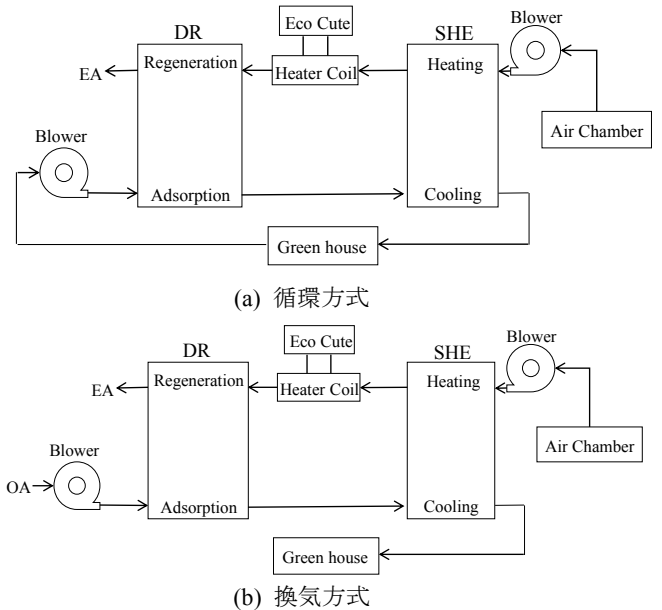 Eco Cute
DR
SHE
Blower
Regeneration
Heating
EA
Heater Coil
Air Chamber
Blower
Adsorption
Cooling
Green house
(a) 循環方式
Eco Cute
DR
SHE
Blower
Regeneration
Heating
EA
Heater Coil
Air Chamber
Blower
OA
Adsorption
Cooling
Green house
(b) 換気方式